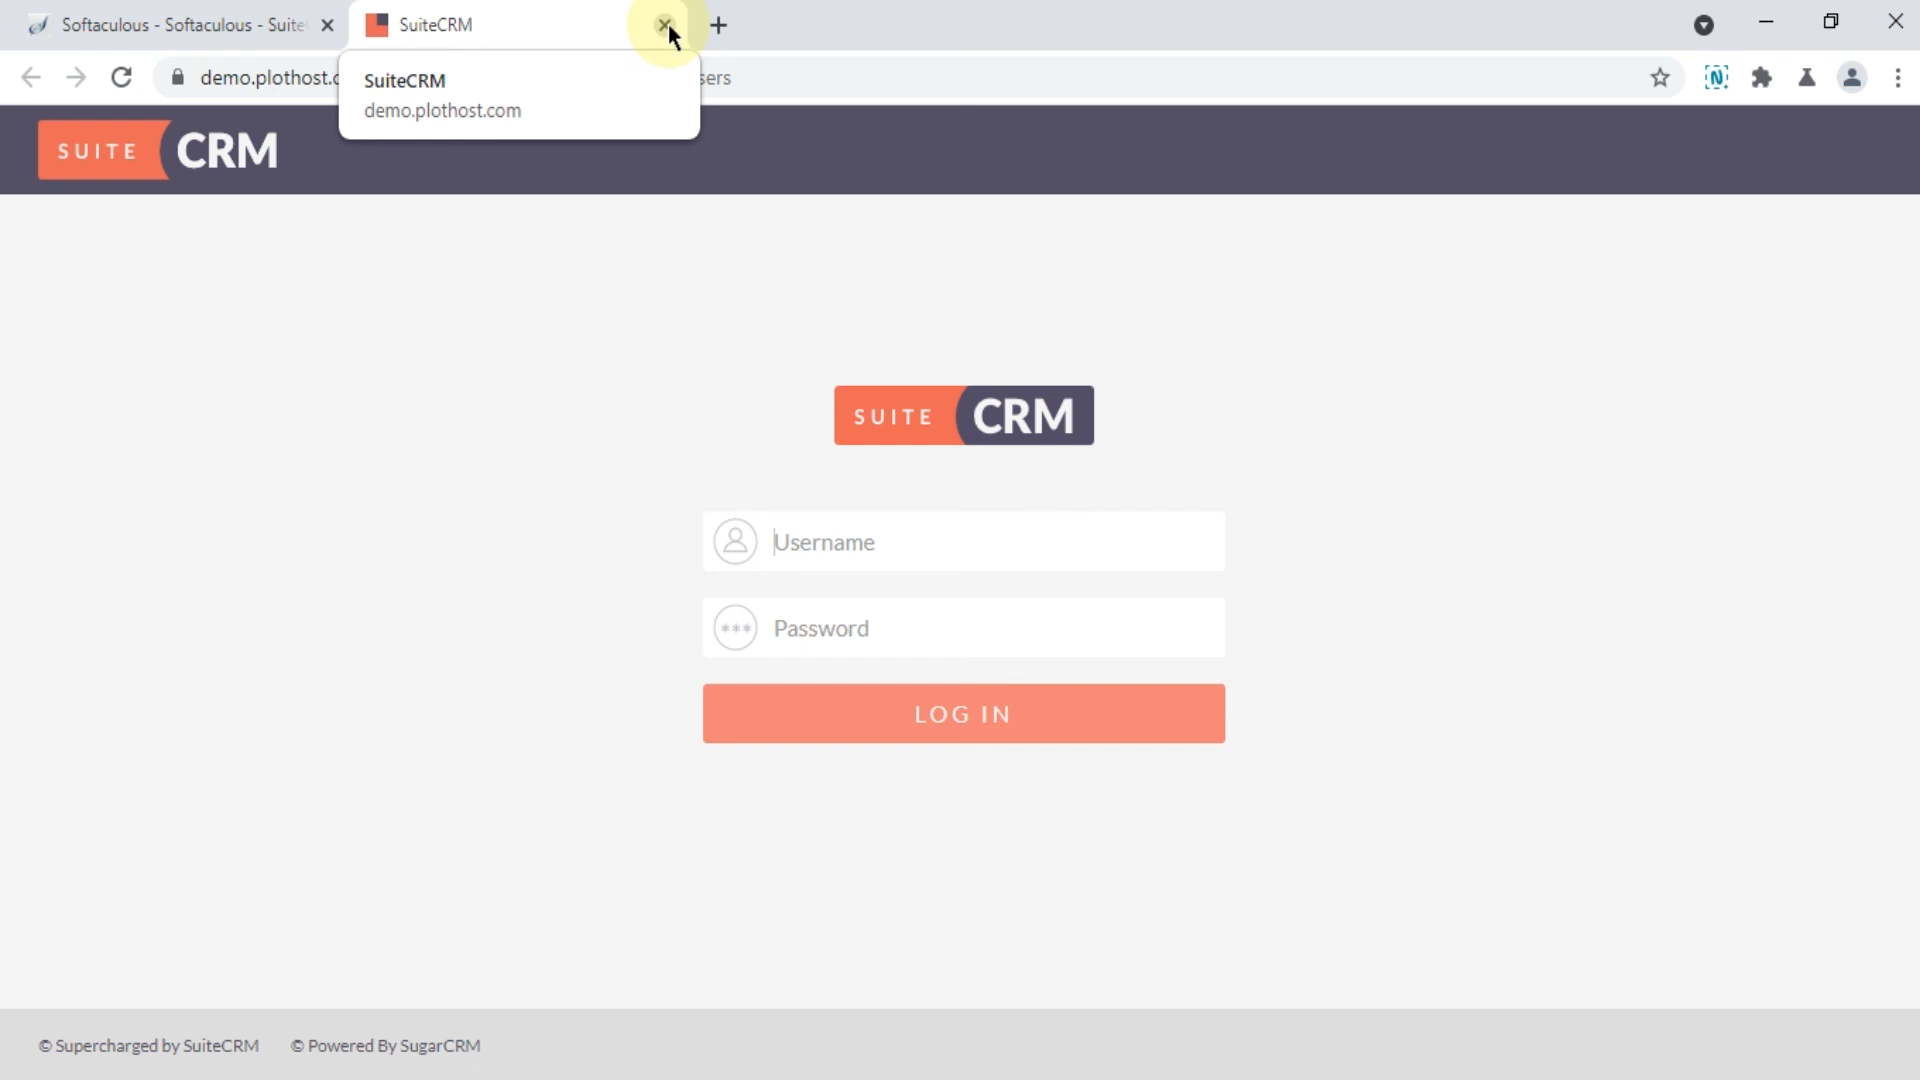 Softaculous - Softaculous - Suite
SuiteCRM
demo.plothost.c
sers
SuiteCRM
demo.plothost.com
SUITE CRM
SUITE CRM
Username
*** Password
LOG IN
© Supercharged by SuiteCRM © Powered By SugarCRM